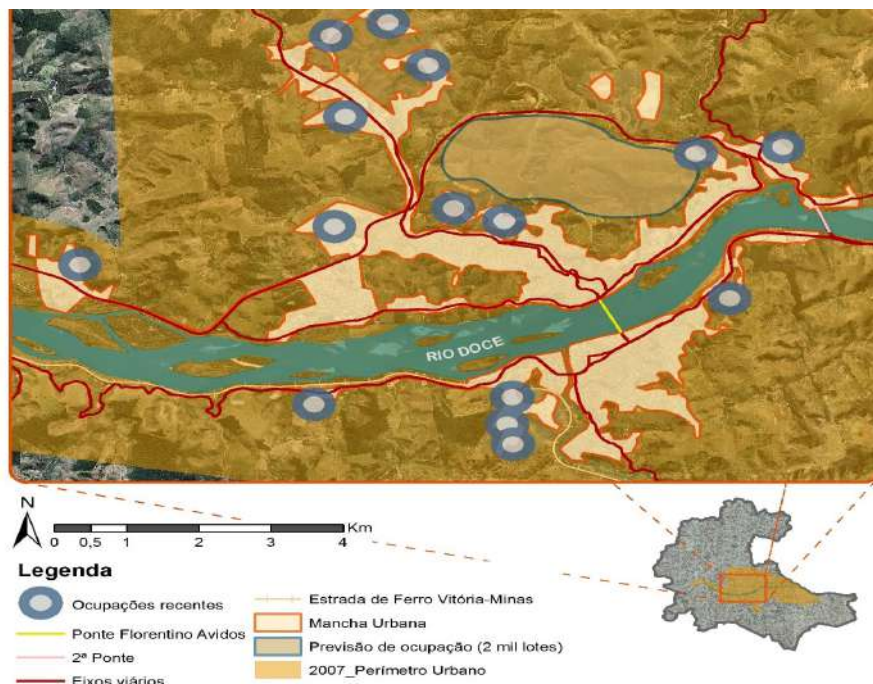 RIO DOCE
N
Km
0 0,5 1 2 3 4
Legenda
Ocupações recentes
Ponte Florentino Avidos
2ª Ponte
Eixos viários
Estrada de Ferro Vitória-Minas
Mancha Urbana
Previsão de ocupação (2 mil lotes)
2007_Perímetro Urbano